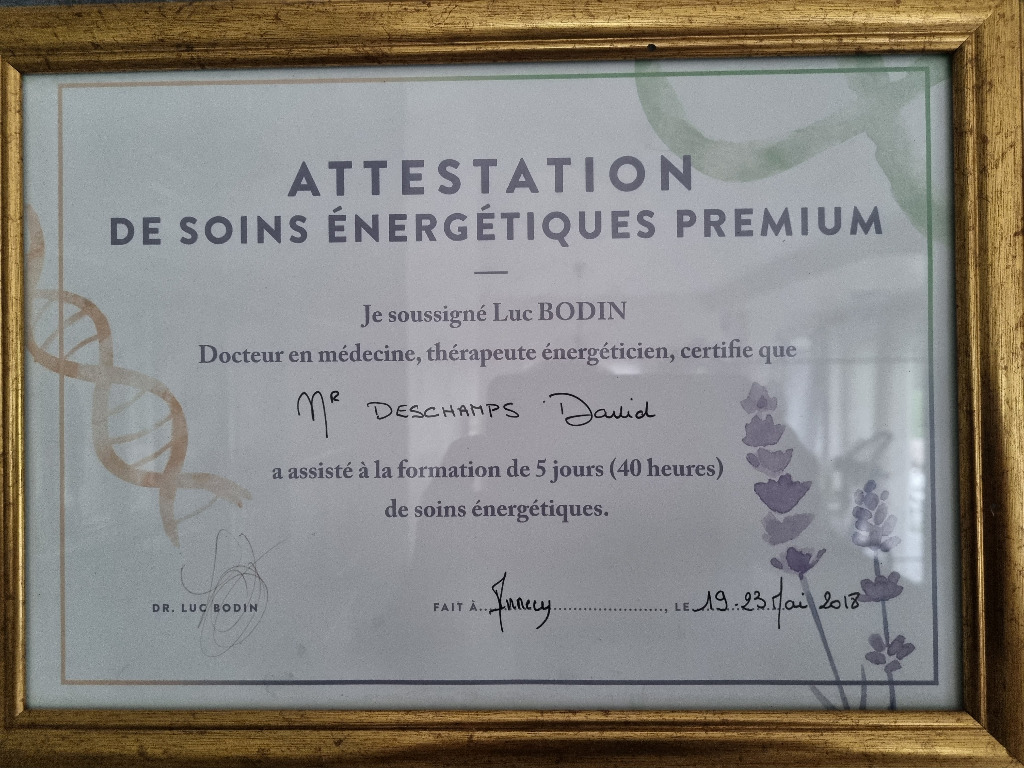 ATTESTATION
DE SOINS ÉNERGÉTIQUES PREMIUM
Je soussigné Luc BODIN
Docteur en médecine, thérapeute énergéticien, certifie que
MR DESCHAMPS David
a assisté à la formation de 5 jours (40 heures)
de soins énergétiques.
DR. LUC BODIN
FAIT À..Annecy......................, LE 19.-23.Mai 2018